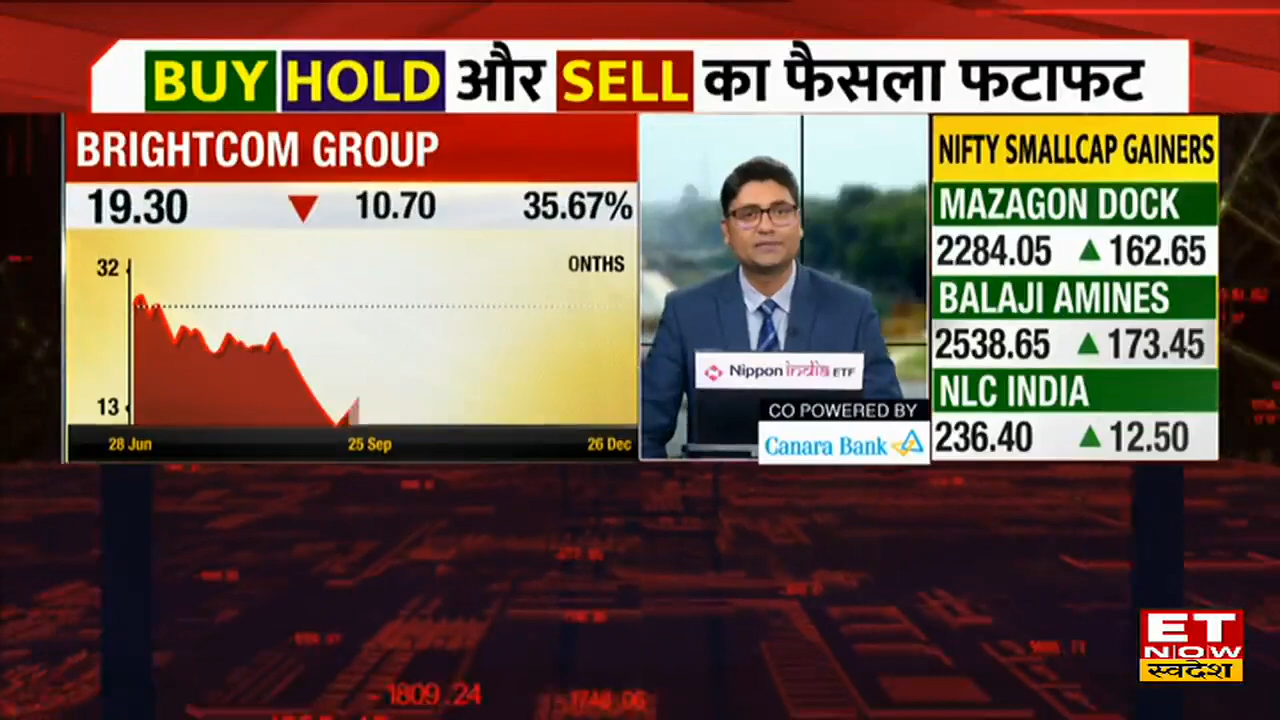 BUY HOLD और SELL का फैसला फटाफट
BRIGHTCOM GROUP
19.30 ▼ 10.70 35.67%
32
ONTHS
13
28 Jun 25 Sep 26 Dec
Nippon india ETF
CO POWERED BY
Canara Bank
NIFTY SMALLCAP GAINERS
MAZAGON DOCK
2284.05 ▲ 162.65
BALAJI AMINES
2538.65 ▲ 173.45
NLC INDIA
236.40 ▲ 12.50
1809.24
1748.06
ET
NOW
स्वदेश